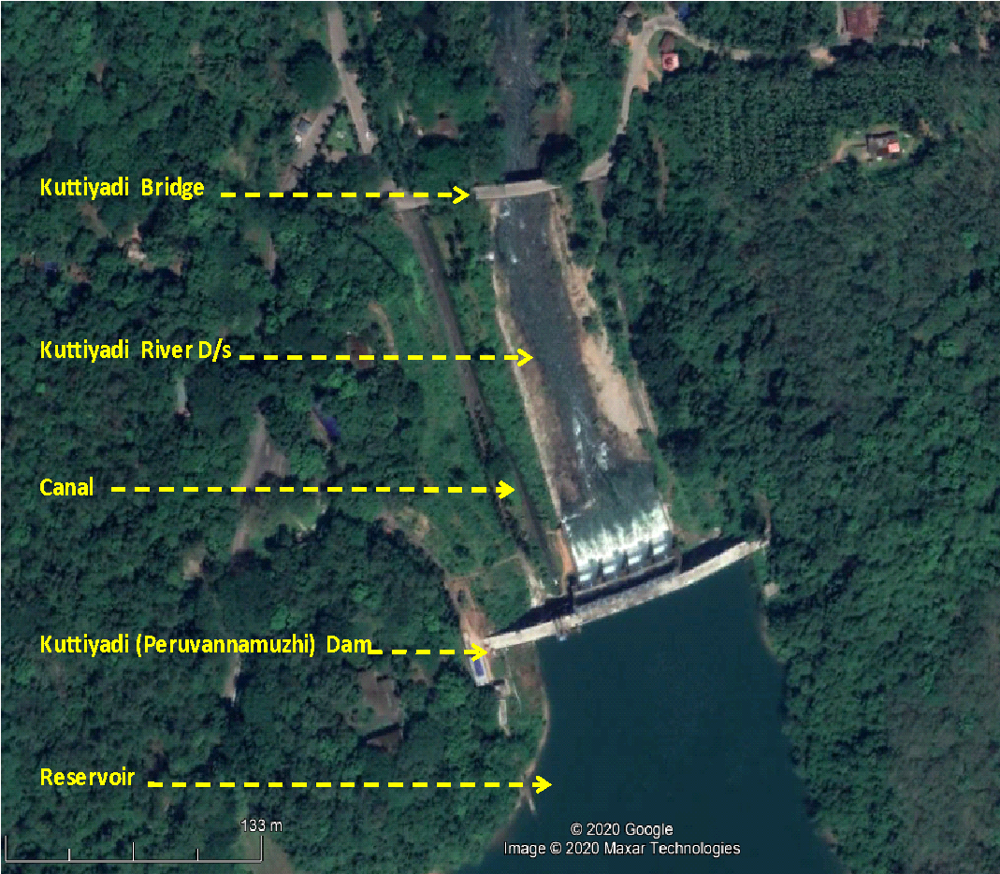 Kuttiyadi Bridge
Kuttiyadi River D/s
Canal
Kuttiyadi (Peruvannamuzhi) Dam
Reservoir
133 m
© 2020 Google
Image © 2020 Maxar Technologies